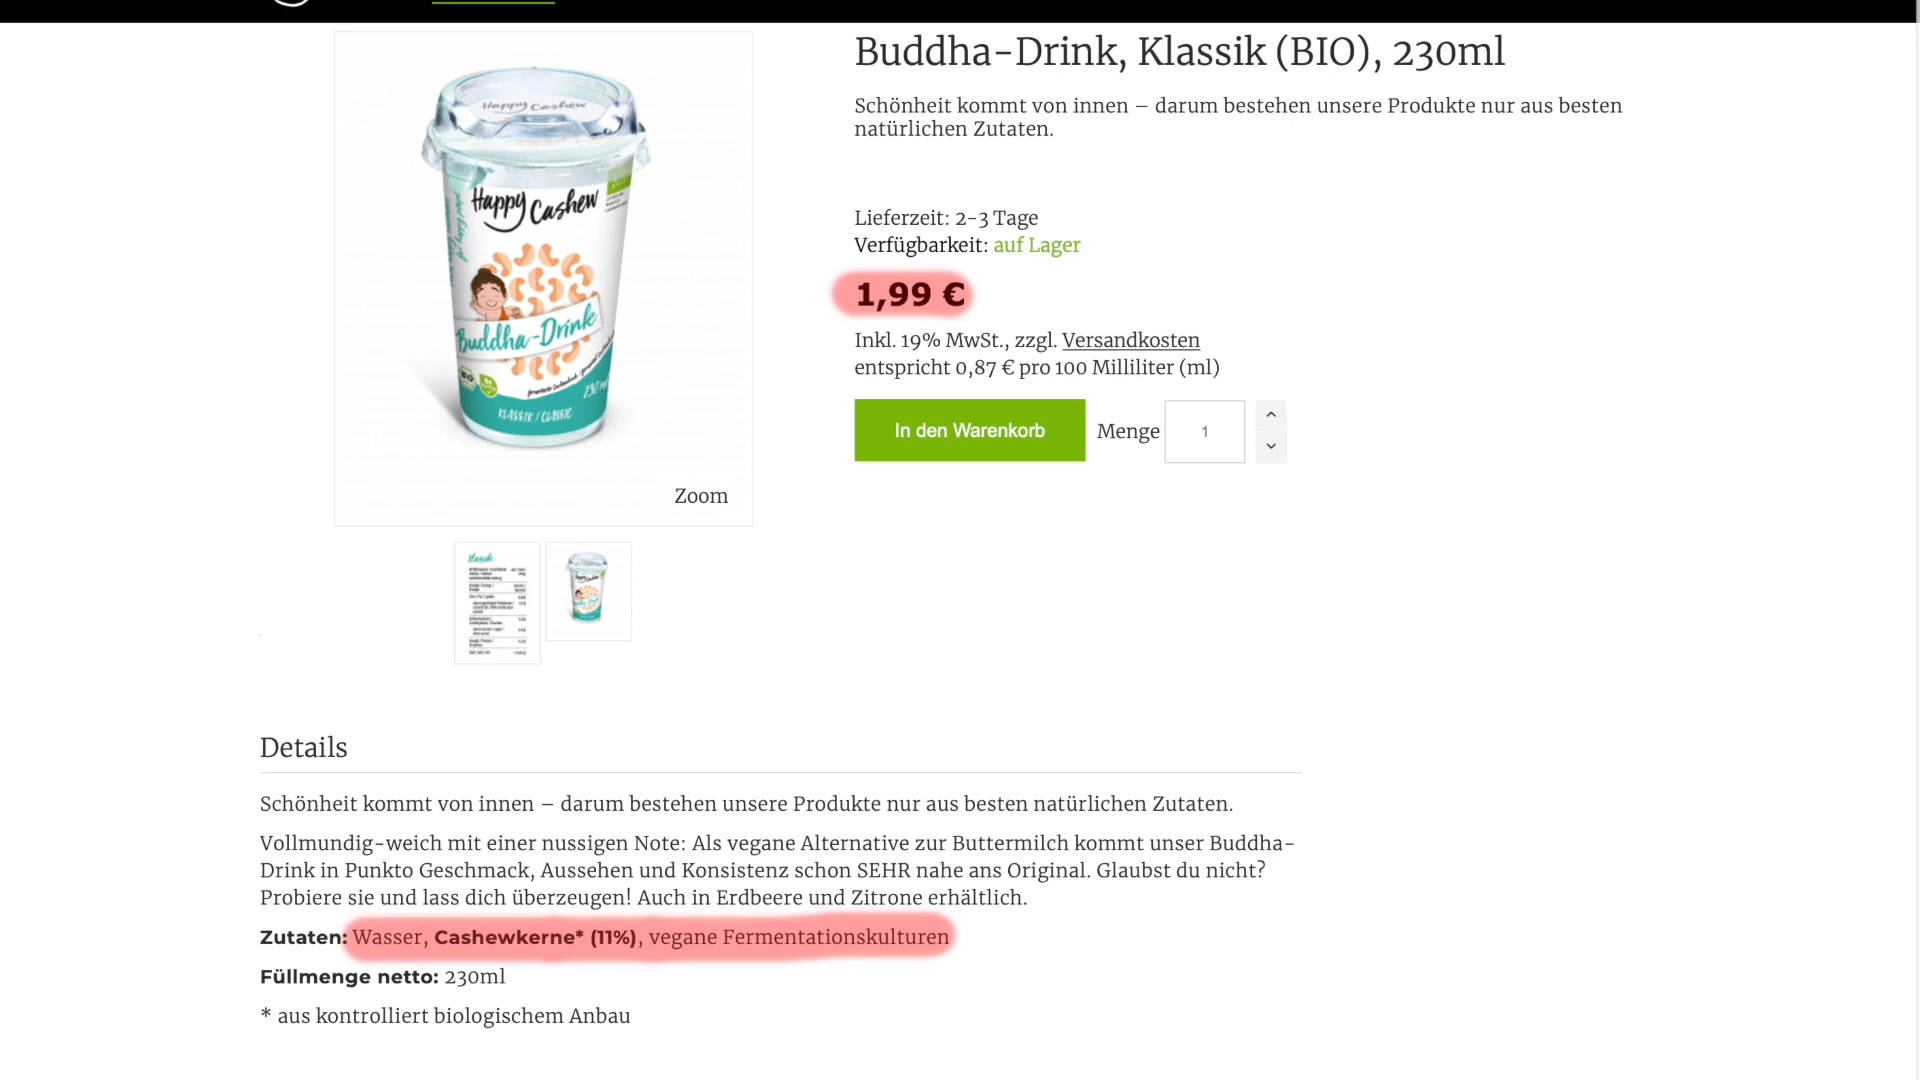 Buddha-Drink, Klassik (BIO), 230ml
Schönheit kommt von innen – darum bestehen unsere Produkte nur aus besten
natürlichen Zutaten.
Lieferzeit: 2-3 Tage
Verfügbarkeit: auf Lager
1,99 €
Inkl. 19% MwSt., zzgl. Versandkosten
entspricht 0,87 € pro 100 Milliliter (ml)
In den Warenkorb
Menge
1
Happy Cashew
Happy Cashew
Buddha-Drink
BIO
230 ml
KLASSIK / CLASSIC
Zoom
Klassik
Details
Schönheit kommt von innen – darum bestehen unsere Produkte nur aus besten natürlichen Zutaten.
Vollmundig-weich mit einer nussigen Note: Als vegane Alternative zur Buttermilch kommt unser Buddha-
Drink in Punkto Geschmack, Aussehen und Konsistenz schon SEHR nahe ans Original. Glaubst du nicht?
Probiere sie und lass dich überzeugen! Auch in Erdbeere und Zitrone erhältlich.
Zutaten: Wasser, Cashewkerne* (11%), vegane Fermentationskulturen
Füllmenge netto: 230ml
* aus kontrolliert biologischem Anbau